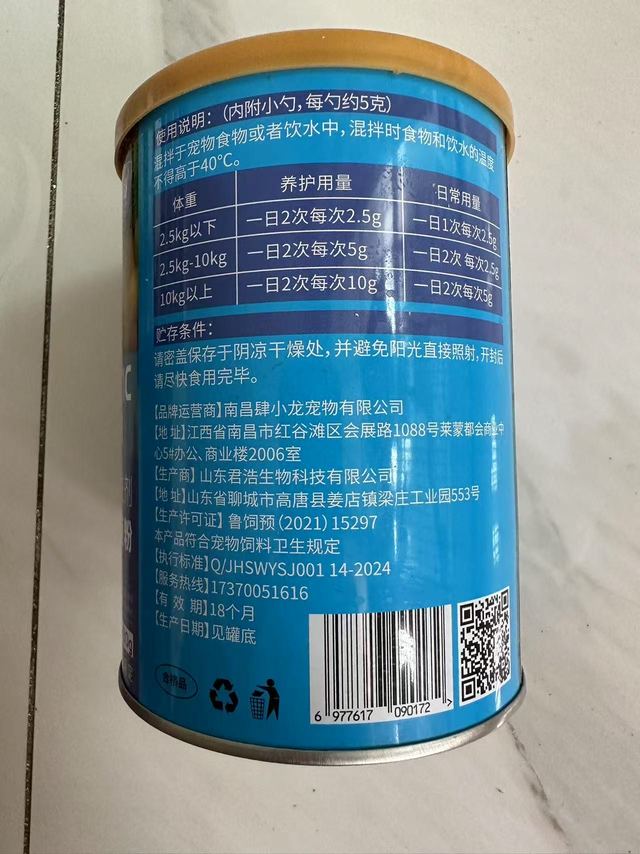 使用说明：(内附小勺，每勺约5克)
混拌于宠物食物或者饮水中，混拌时食物和饮水的温度
不得高于40°C。
体重 养护用量 日常用量
2.5kg以下 一日2次每次2.5g 一日1次每次2.5g
2.5kg-10kg 一日2次每次5g 一日2次 每次2.5g
10kg以上 一日2次每次10g 一日2次每次5g
贮存条件：
请密盖保存于阴凉干燥处，并避免阳光直接照射，开封后
请尽快食用完毕。
【品牌运营商】南昌肆小龙宠物有限公司
【地 址】江西省南昌市红谷滩区会展路1088号莱蒙都会商业中
心5#办公、商业楼2006室
【生产商】山东君浩生物科技有限公司
【地 址】山东省聊城市高唐县姜店镇梁庄工业园553号
【生产许可证】鲁饲预 (2021) 15297
本产品符合宠物饲料卫生规定
【执行标准】Q/JHSWYSJ001 14-2024
【服务热线】17370051616
【有 效 期】18个月
【生产日期】见罐底
合格品
6 977617 090172 >
C
列
粉